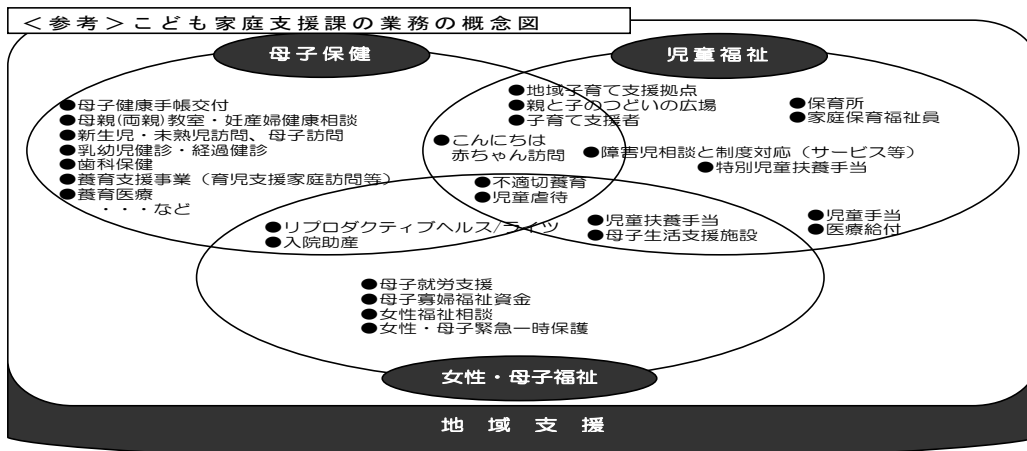 ＜参考＞こども家庭支援課の業務の概念図
母子保健
児童福祉
●母子健康手帳交付
●母親(両親)教室・妊産婦健康相談
●新生児・未熟児訪問、母子訪問
●乳幼児健診・経過健診
●歯科保健
●養育支援事業（育児支援家庭訪問等）
●養育医療
・・・など
●地域子育て支援拠点
●親と子のつどいの広場
●子育て支援者
●こんにちは
赤ちゃん訪問
●保育所
●家庭保育福祉員
●障害児相談と制度対応（サービス等）
●特別児童扶養手当
●不適切養育
●児童虐待
●リプロダクティブヘルス/ライツ
●入院助産
●児童扶養手当
●母子生活支援施設
●児童手当
●医療給付
●母子就労支援
●母子寡婦福祉資金
●女性福祉相談
●女性・母子緊急一時保護
女性・母子福祉
地域支援